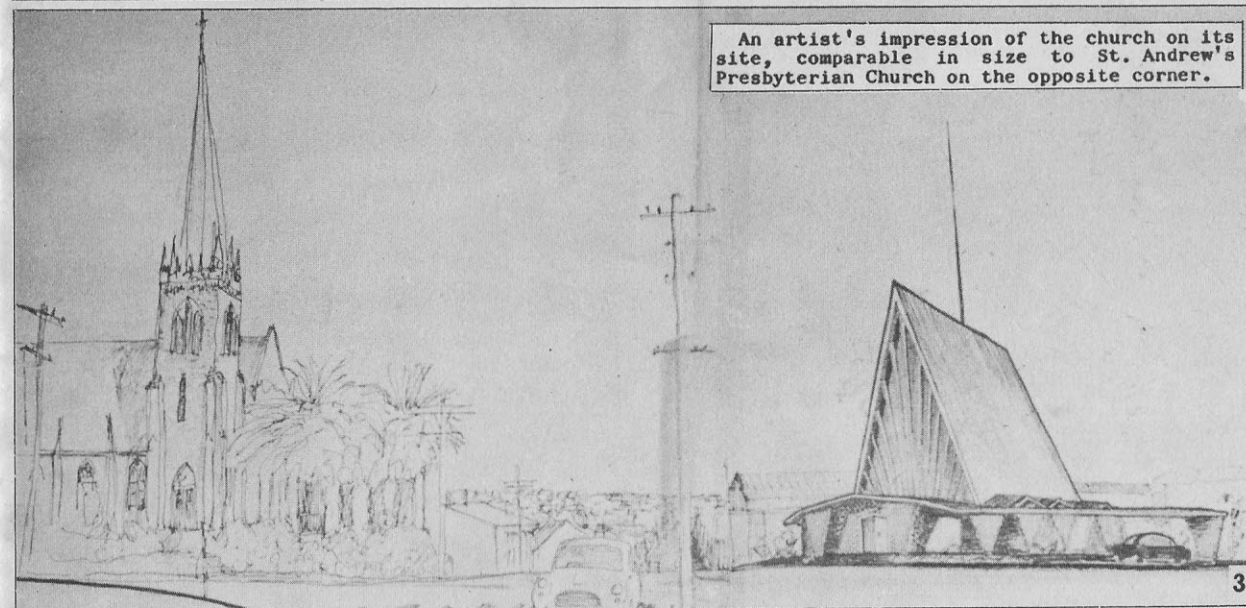 An artist's impression of the church on its
site, comparable in size to St. Andrew's
Presbyterian Church on the opposite corner.
3